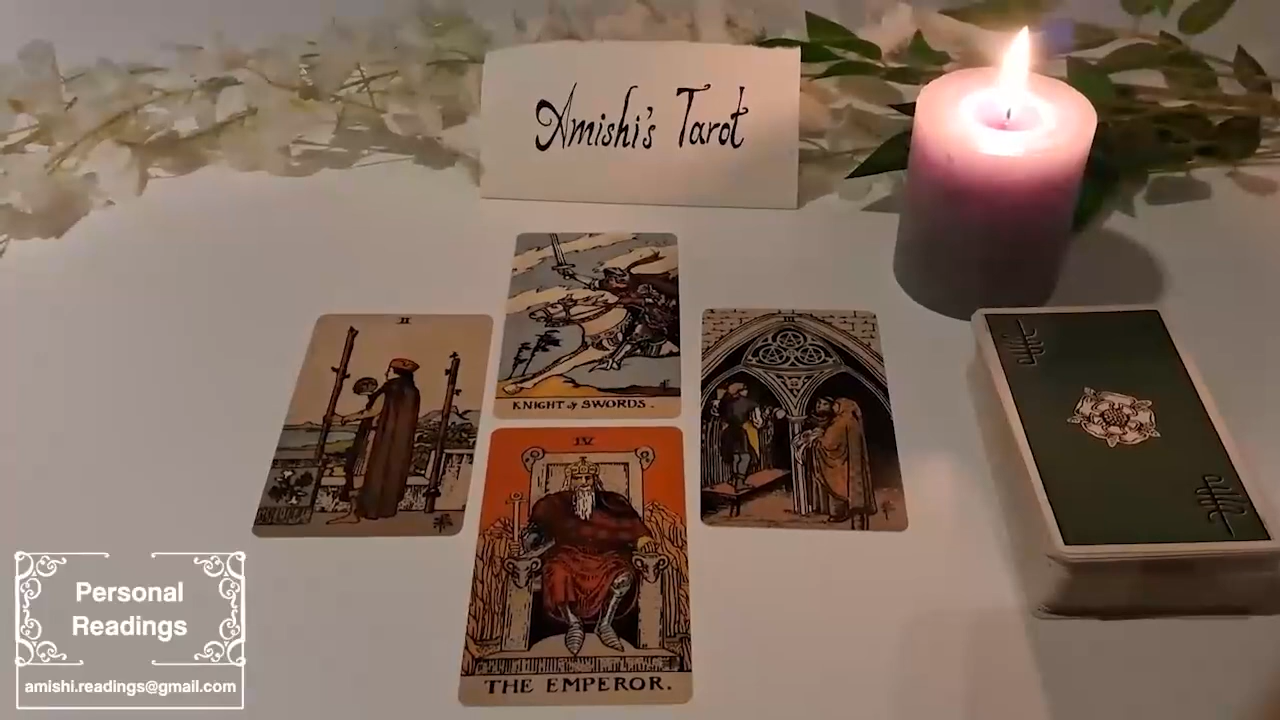 Amishi's Tarot
KNIGHT of SWORDS.
II
III
IV
THE EMPEROR.
Personal
Readings
amishi.readings@gmail.com